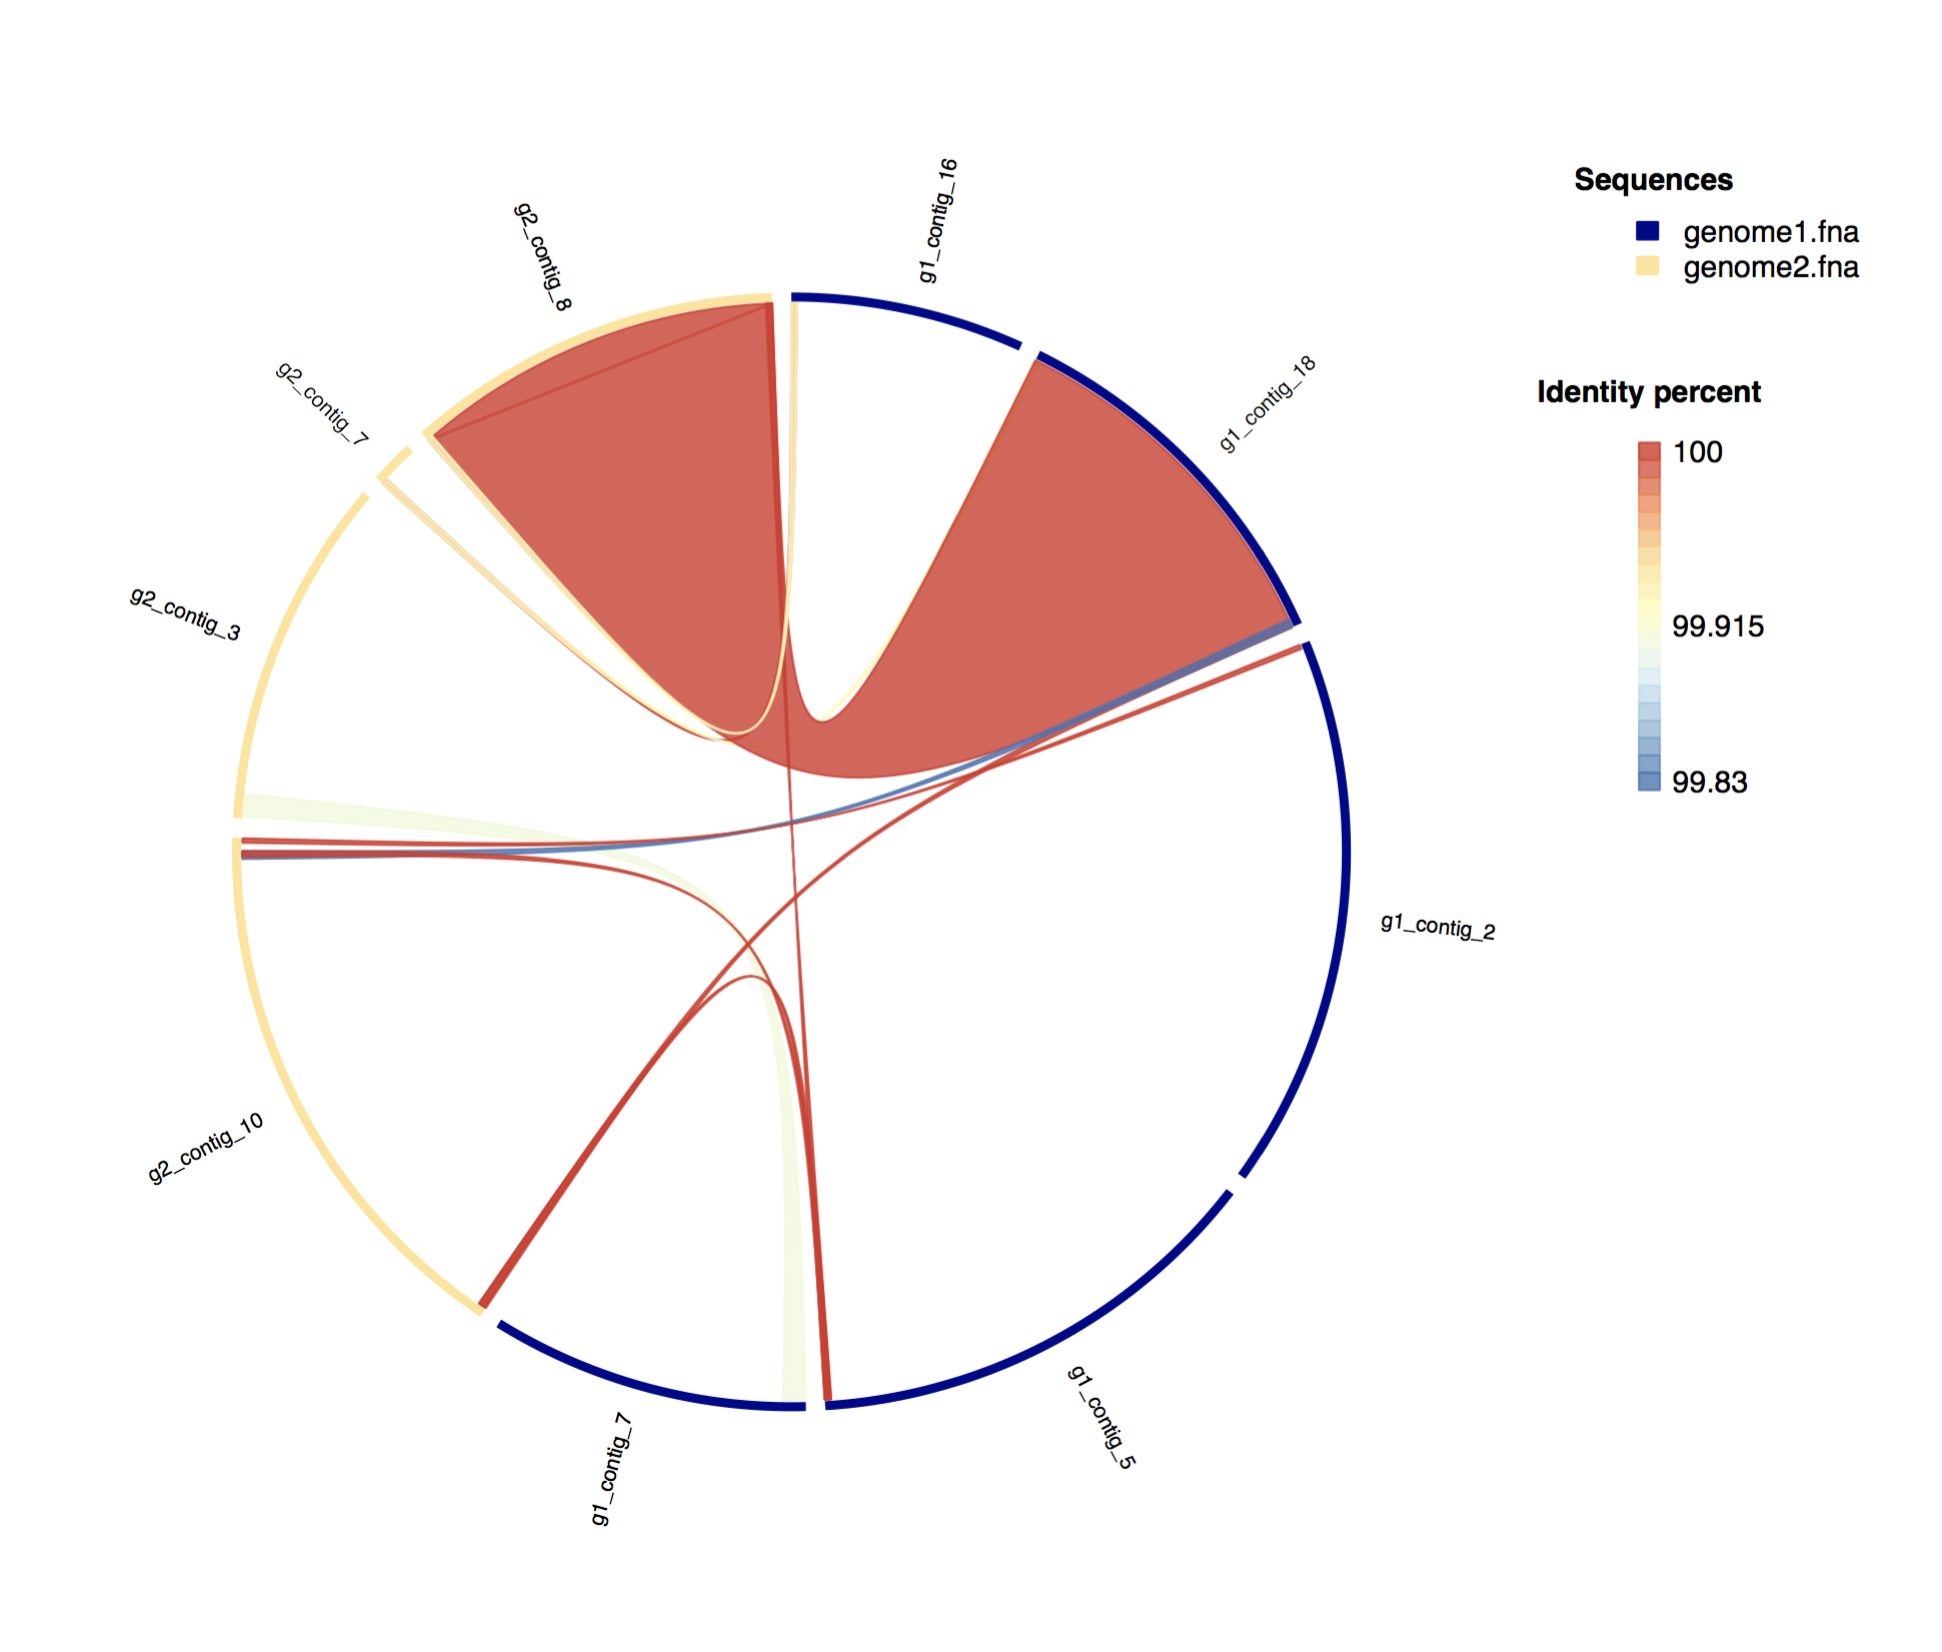 g1_contig_16
g2_contig_8
g1_contig_18
g2_contig_7
g2_contig_3
g1_contig_2
g2_contig_10
g1_contig_5
g1_contig_7
Sequences
genome1.fna
genome2.fna
Identity percent
100
99.915
99.83